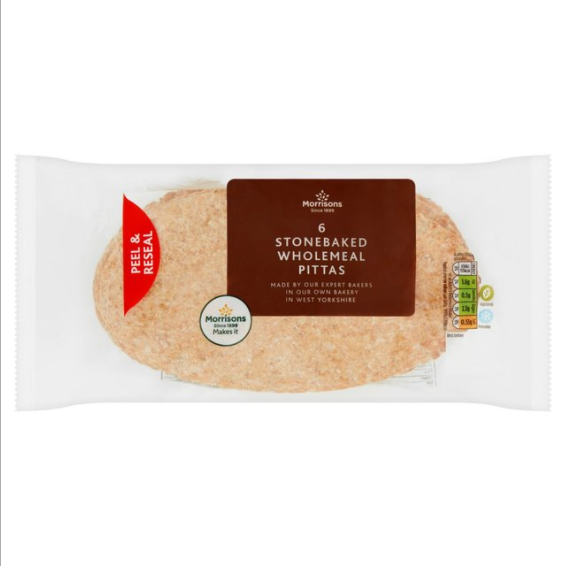 PEEL &
RESEAL
Morrisons
Since 1899
6
STONEBAKED
WHOLEMEAL
PITTAS
MADE BY OUR EXPERT BAKERS
IN OUR OWN BAKERY
IN WEST YORKSHIRE
Morrisons
Since 1899
Makes it